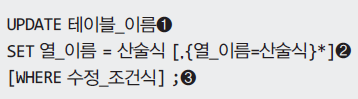 UPDATE 테이블_이름❶
SET 열_이름 = 산술식 [.{열_이름=산술식}*]❷
[WHERE 수정_조건식] ;❸